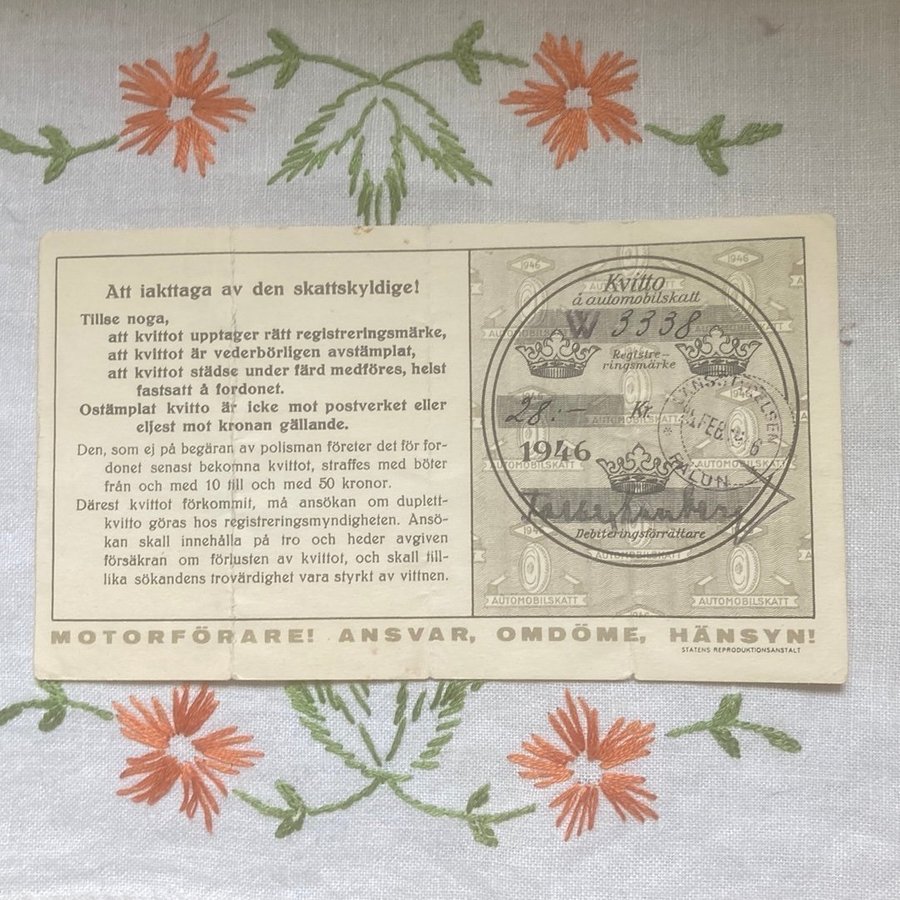 Att iakttaga av den skattskyldige!
Tillse noga,
att kvittot upptager rätt registreringsmärke,
att kvittot är vederbörligen avstämplat,
att kvittot städse under färd medföres, helst
fastsatt å fordonet.
Ostämplat kvitto är icke mot postverket eller
eljest mot kronan gällande.
Den, som ej på begäran av polisman företer det för for-
donet senast bekomna kvittot, straffes med böter
från och med 10 till och med 50 kronor.
Därest kvittot förkommit, må ansökan om duplett-
kvitto göras hos registreringsmyndigheten. Ansö-
kan skall innehålla på tro och heder avgiven
försäkran om förlusten av kvittot, och skall till-
lika sökandens trovärdighet vara styrkt av vittnen.
1946
1946
Kvitto
å automobilskatt
W 3338
Registre-
ringsmärke
28:- Kr.
LÄNSSTYRELSEN
FEB
6
FALUN
1946
Debiteringsförrättare
AUTOMOBILSKATT
AUTOMOBILSKATT
AUTOMOBILSKATT
MOTORFÖRARE! ANSVAR, OMDÖME, HÄNSYN!
STATENS REPRODUKTIONSANSTALT